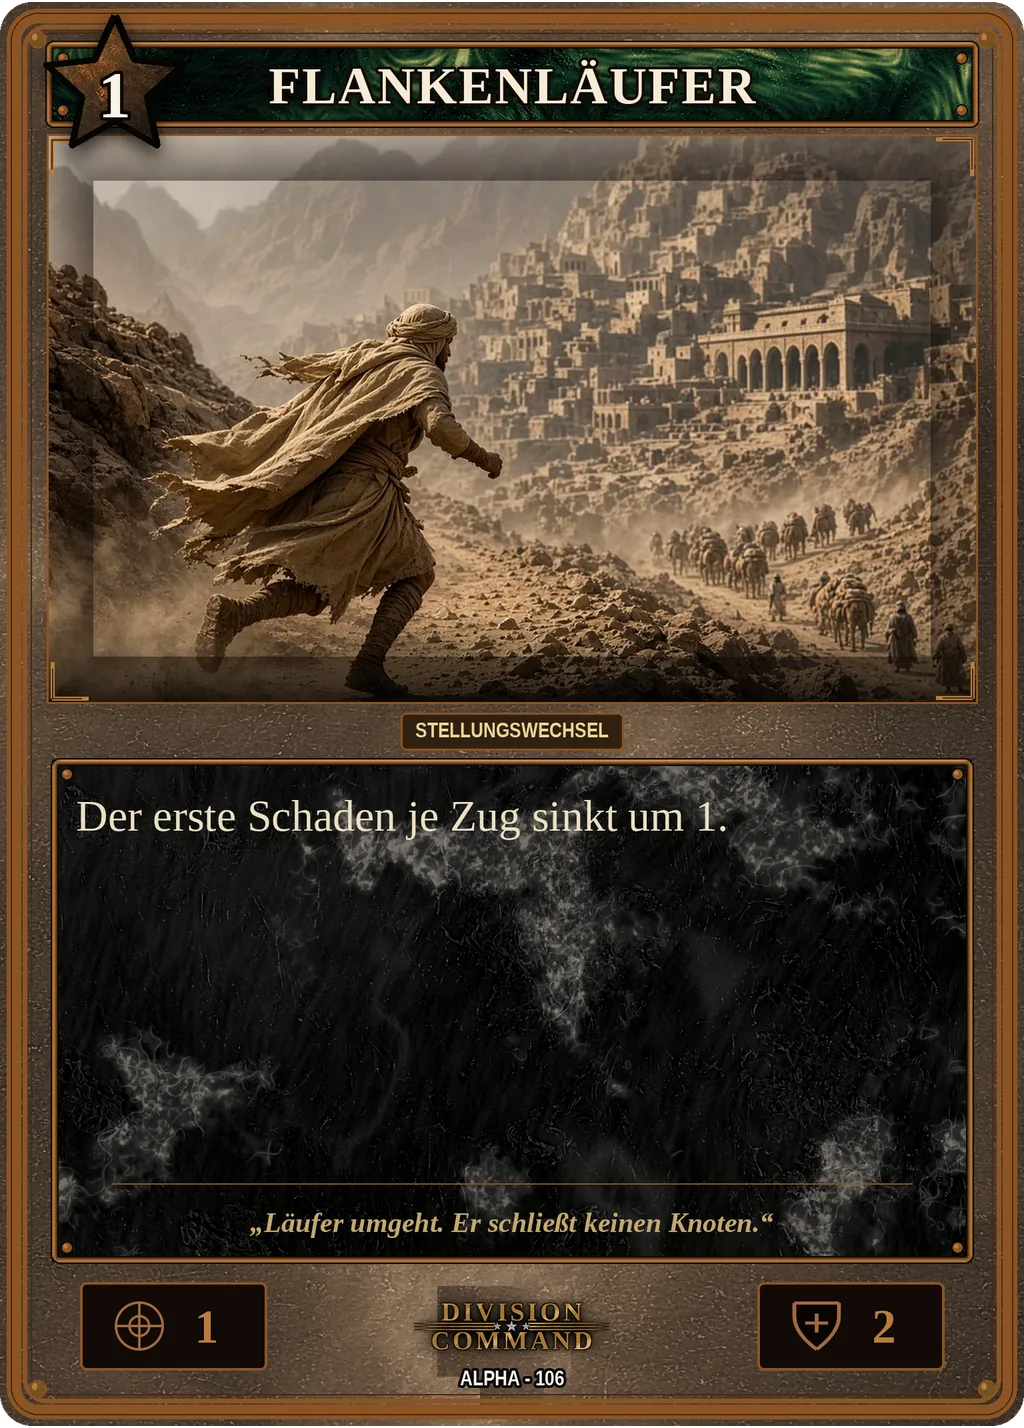 1
FLANKENLÄUFER
STELLUNGSWECHSEL
Der erste Schaden je Zug sinkt um 1.
„Läufer umgeht. Er schließt keinen Knoten.“
1
DIVISION
COMMAND
2
ALPHA - 106